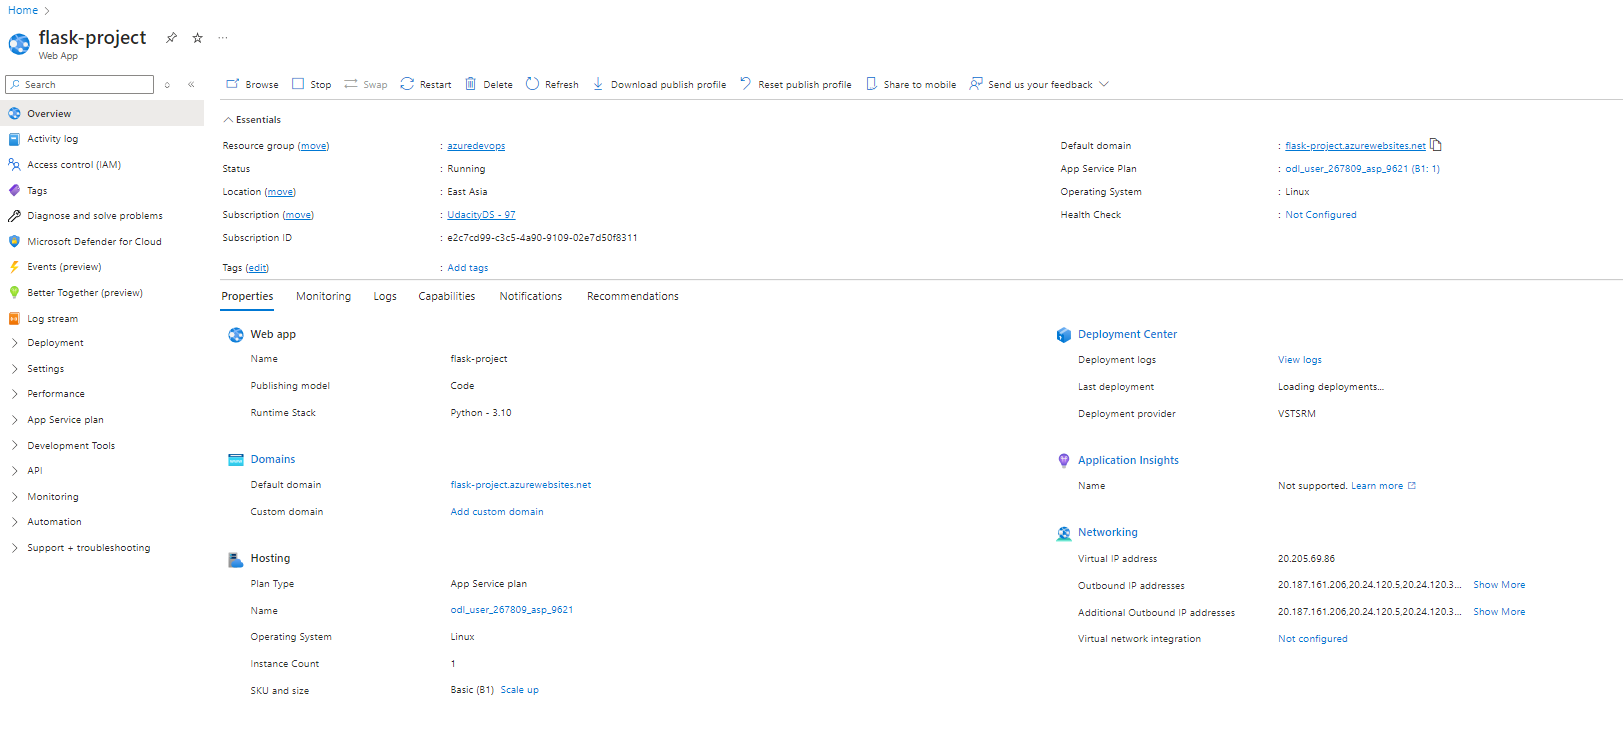 Home
flask-project
Web App
Search
Overview
Activity log
Access control (IAM)
Tags
Diagnose and solve problems
Microsoft Defender for Cloud
Events (preview)
Better Together (preview)
Log stream
Deployment
Settings
Performance
App Service plan
Development Tools
API
Monitoring
Automation
Support + troubleshooting
Browse Stop Swap Restart Delete Refresh Download publish profile Reset publish profile Share to mobile Send us your feedback
Essentials
Resource group (move) : azuredevops
Status : Running
Location (move) : East Asia
Subscription (move) : UdacityDS - 97
Subscription ID : e2c7cd99-c3c5-4a90-9109-02e7d50f8311
Tags (edit) : Add tags
Default domain : flask-project.azurewebsites.net
App Service Plan : odl_user_267809_asp_9621 (B1: 1)
Operating System : Linux
Health Check : Not Configured
Properties Monitoring Logs Capabilities Notifications Recommendations
Web app
Name flask-project
Publishing model Code
Runtime Stack Python - 3.10
Domains
Default domain flask-project.azurewebsites.net
Custom domain Add custom domain
Hosting
Plan Type App Service plan
Name odl_user_267809_asp_9621
Operating System Linux
Instance Count 1
SKU and size Basic (B1) Scale up
Deployment Center
Deployment logs View logs
Last deployment Loading deployments...
Deployment provider VSTSRM
Application Insights
Name Not supported. Learn more
Networking
Virtual IP address 20.205.69.86
Outbound IP addresses 20.187.161.206,20.24.120.5,20.24.120.3... Show More
Additional Outbound IP addresses 20.187.161.206,20.24.120.5,20.24.120.3... Show More
Virtual network integration Not configured